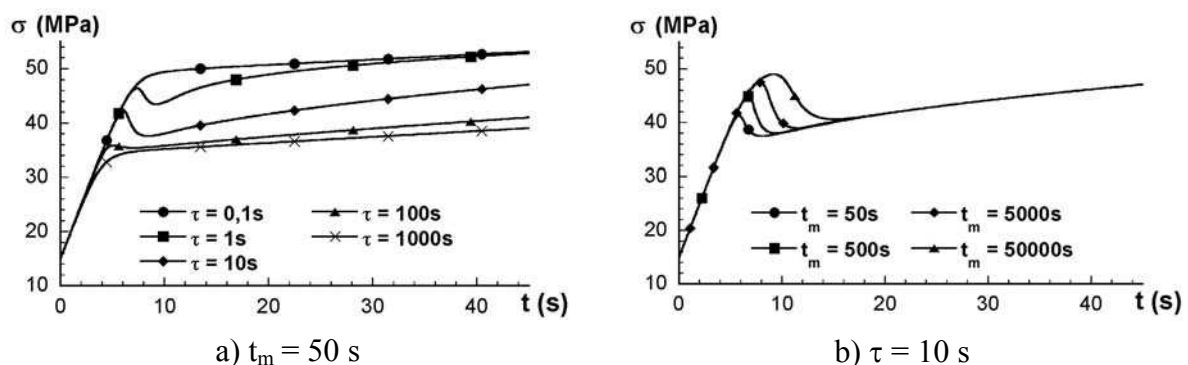 σ (MPa)
50
40
30
20
10
0
10
20
30
40
t (s)
τ = 0,1s
τ = 1s
τ = 10s
τ = 100s
τ = 1000s
a) tm = 50 s
σ (MPa)
50
40
30
20
10
0
10
20
30
40
t (s)
tm = 50s
tm = 500s
tm = 5000s
tm = 50000s
b) τ = 10 s